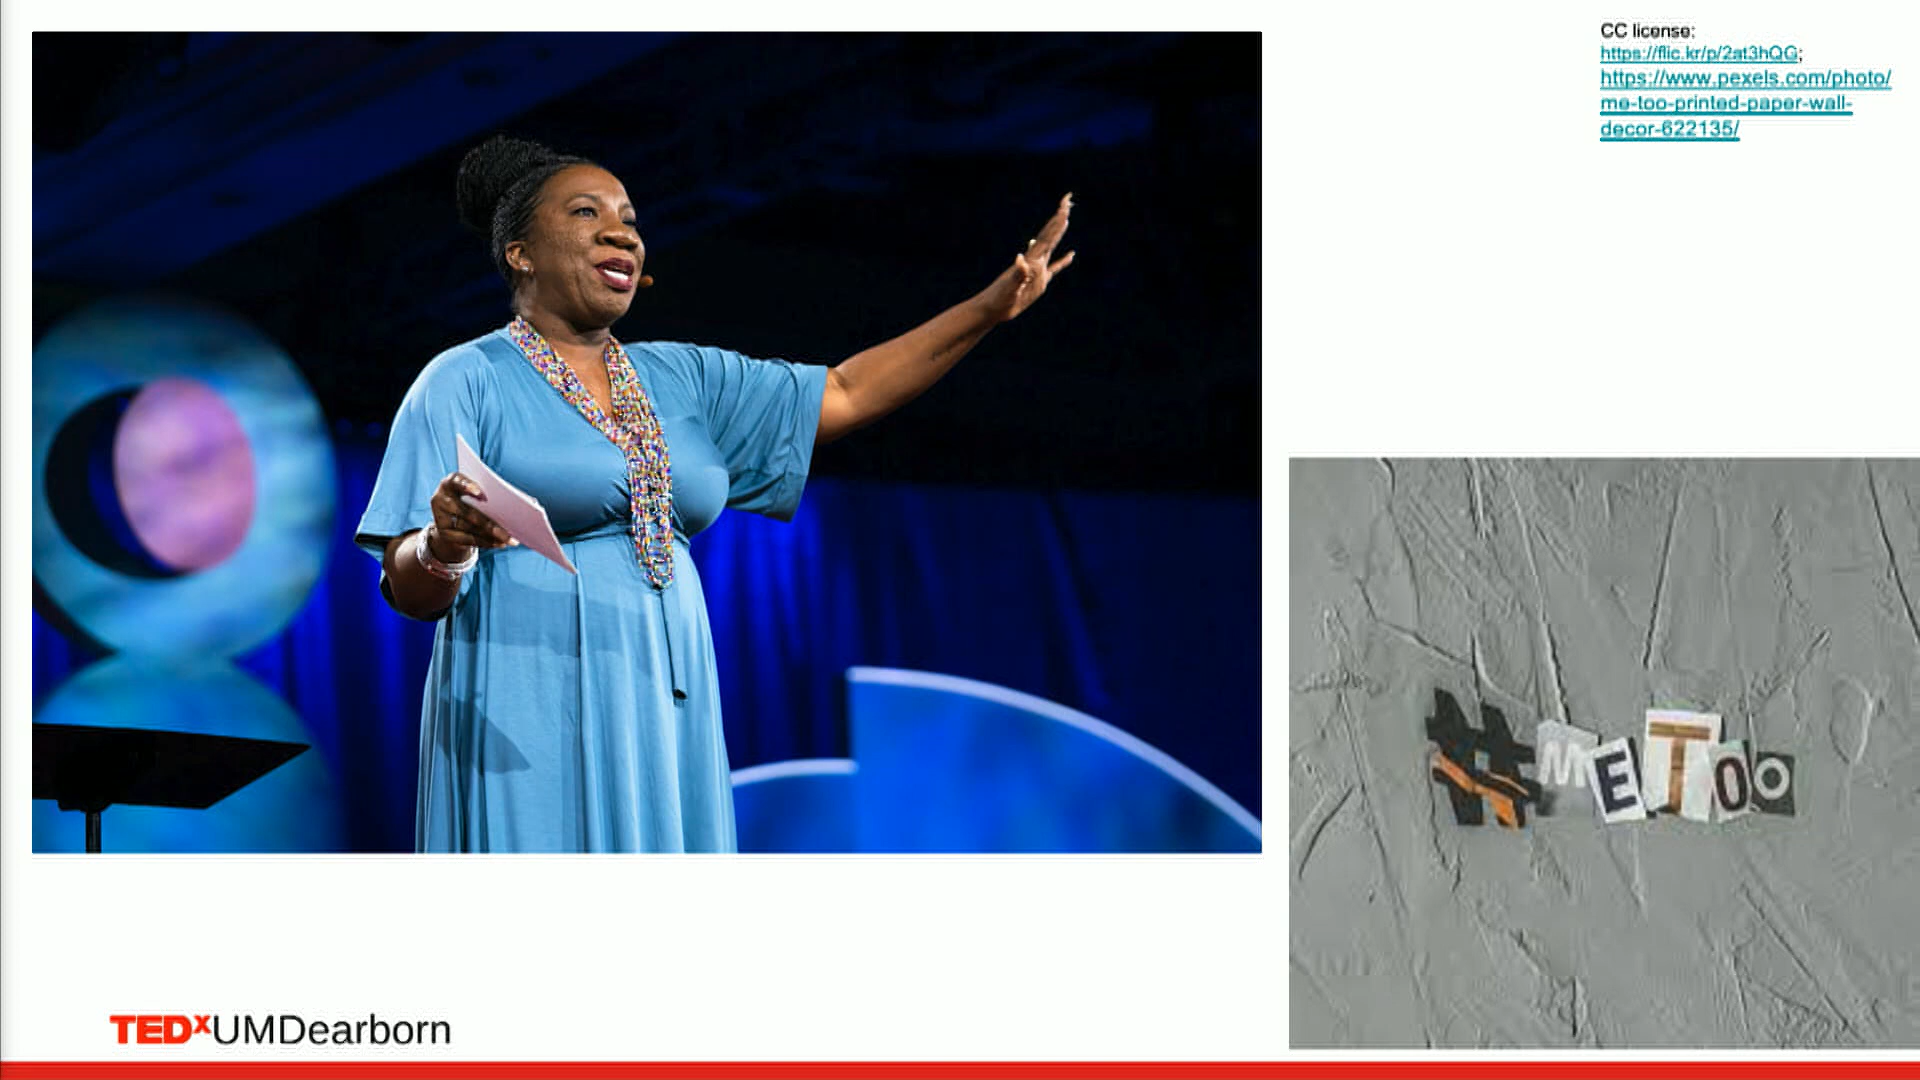 CC license:
https://flic.kr/p/2at3hQG;
https://www.pexels.com/photo/
me-too-printed-paper-wall-
decor-622135/
#METOO
TEDxUMDearborn